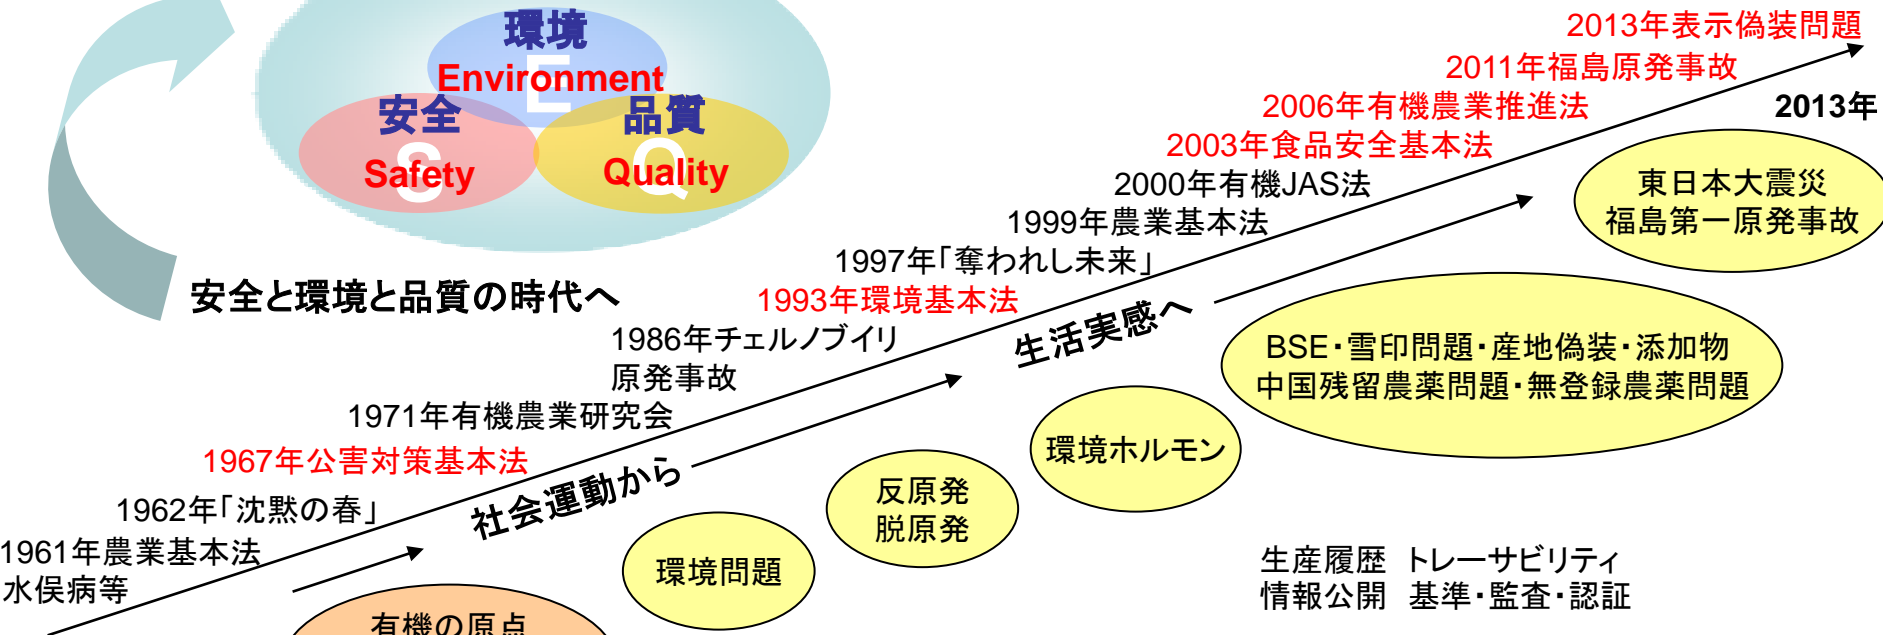 環境
E
Environment
安全
S
Safety
品質
Q
Quality
安全と環境と品質の時代へ
2013年表示偽装問題
2011年福島原発事故
2006年有機農業推進法
2013年
2003年食品安全基本法
2000年有機JAS法
1999年農業基本法
1997年「奪われし未来」
1993年環境基本法
1986年チェルノブイリ
原発事故
1971年有機農業研究会
1967年公害対策基本法
1962年「沈黙の春」
1961年農業基本法
水俣病等
社会運動から
生活実感へ
東日本大震災
福島第一原発事故
BSE・雪印問題・産地偽装・添加物
中国残留農薬問題・無登録農薬問題
環境ホルモン
反原発
脱原発
環境問題
有機の原点
生産履歴 トレーサビリティ
情報公開 基準・監査・認証